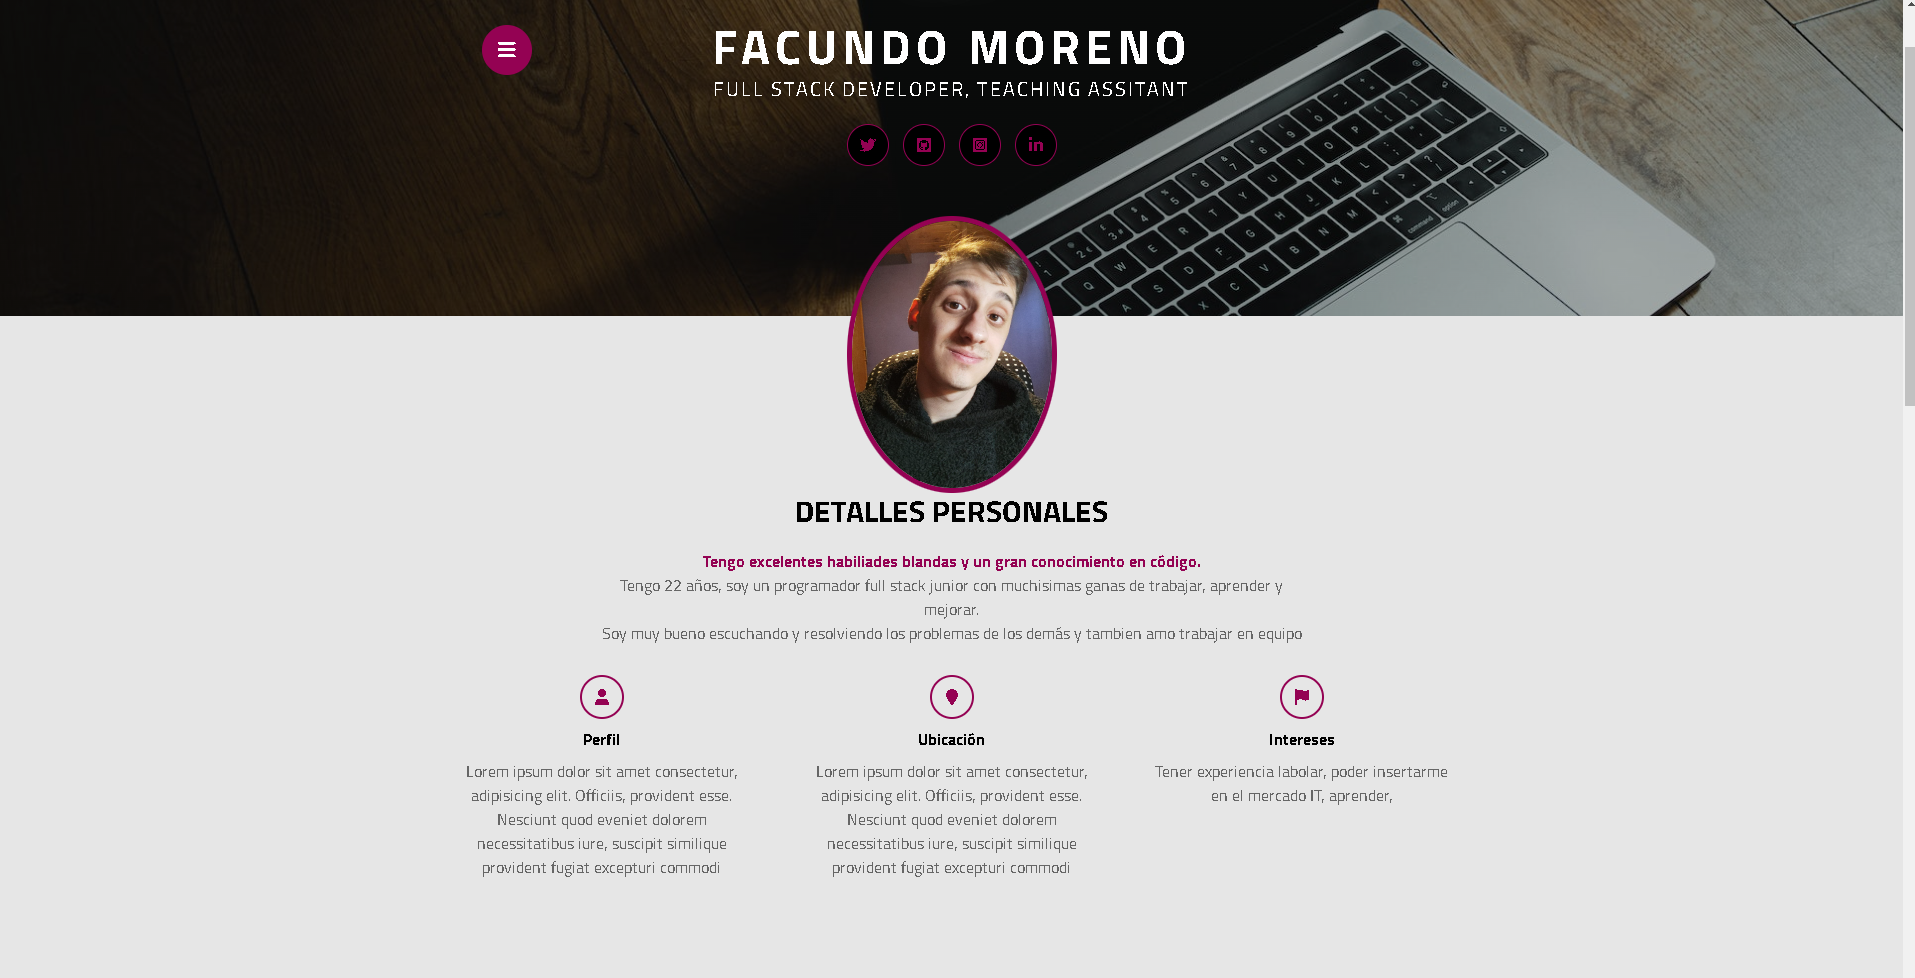 FACUNDO MORENO
FULL STACK DEVELOPER, TEACHING ASSITANT
DETALLES PERSONALES
Tengo excelentes habiliades blandas y un gran conocimiento en código.
Tengo 22 años, soy un programador full stack junior con muchisimas ganas de trabajar, aprender y
mejorar.
Soy muy bueno escuchando y resolviendo los problemas de los demás y tambien amo trabajar en equipo
Perfil
Lorem ipsum dolor sit amet consectetur,
adipisicing elit. Officiis, provident esse.
Nesciunt quod eveniet dolorem
necessitatibus iure, suscipit similique
provident fugiat excepturi commodi
Ubicación
Lorem ipsum dolor sit amet consectetur,
adipisicing elit. Officiis, provident esse.
Nesciunt quod eveniet dolorem
necessitatibus iure, suscipit similique
provident fugiat excepturi commodi
Intereses
Tener experiencia labolar, poder insertarme
en el mercado IT, aprender,